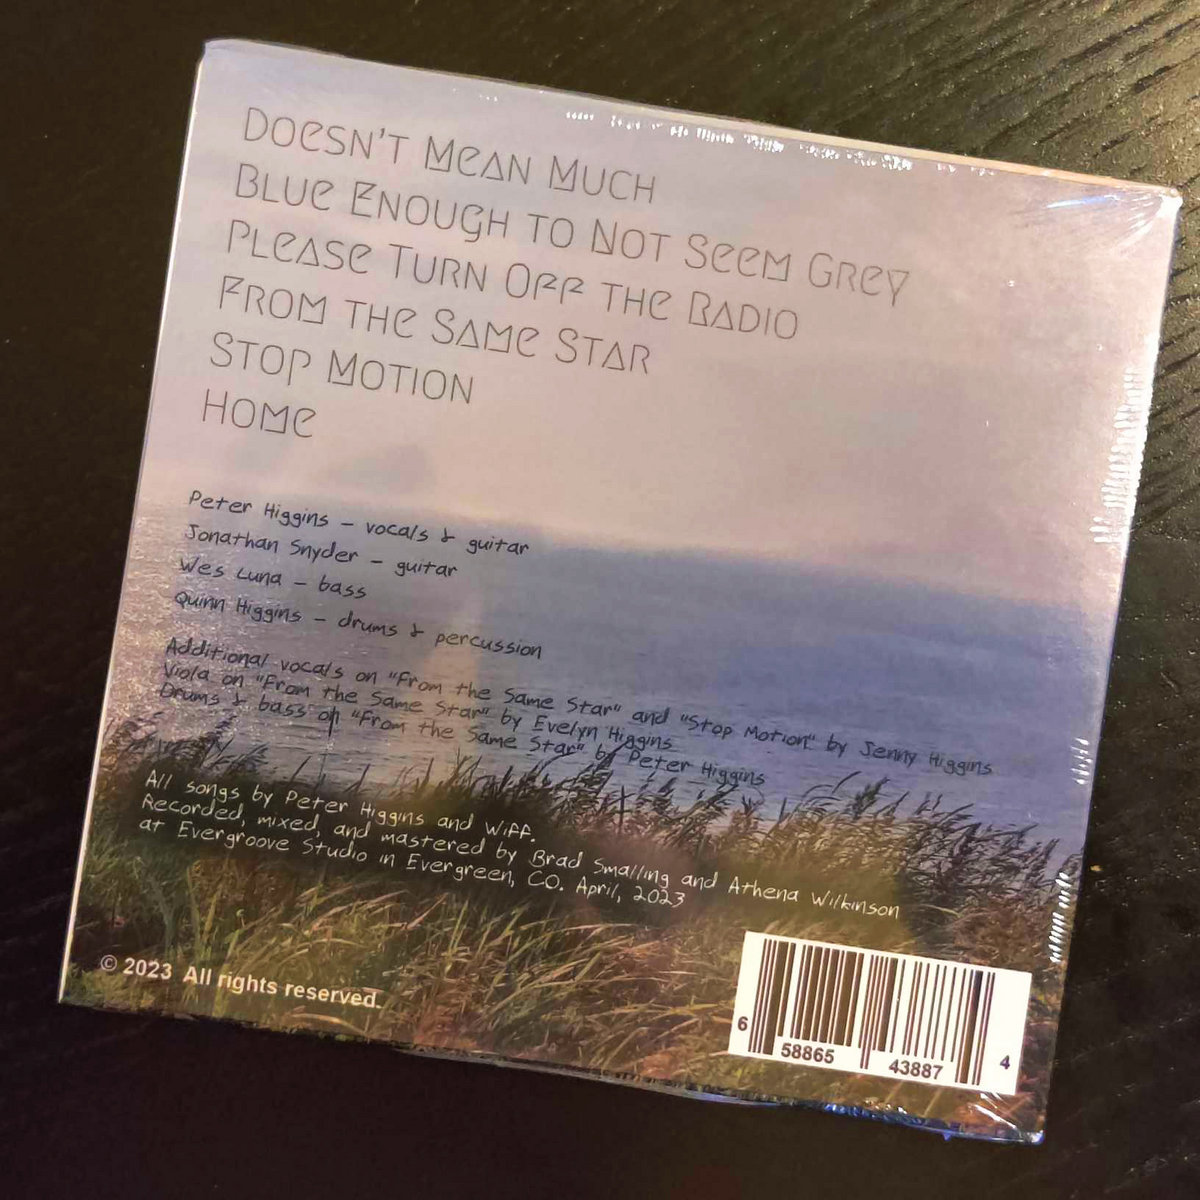 Doesn't Mean Much
Blue Enough to Not Seem Grey
Please Turn Off the Radio
From the Same Star
Stop Motion
Home
Peter Higgins – vocals & guitar
Jonathan Snyder – guitar
Wes Luna – bass
Quinn Higgins – drums & percussion
Additional vocals on "From the Same Star" and "Stop Motion" by Jenny Higgins
Viola on "From the Same Star" by Evelyn Higgins
Drums & bass on "From the Same Star" by Peter Higgins
All songs by Peter Higgins and Wiff.
Recorded, mixed, and mastered by Brad Smalling and Athena Wilkinson
at Evergroove Studio in Evergreen, CO. April, 2023
© 2023 All rights reserved.
6 58865 43887 4